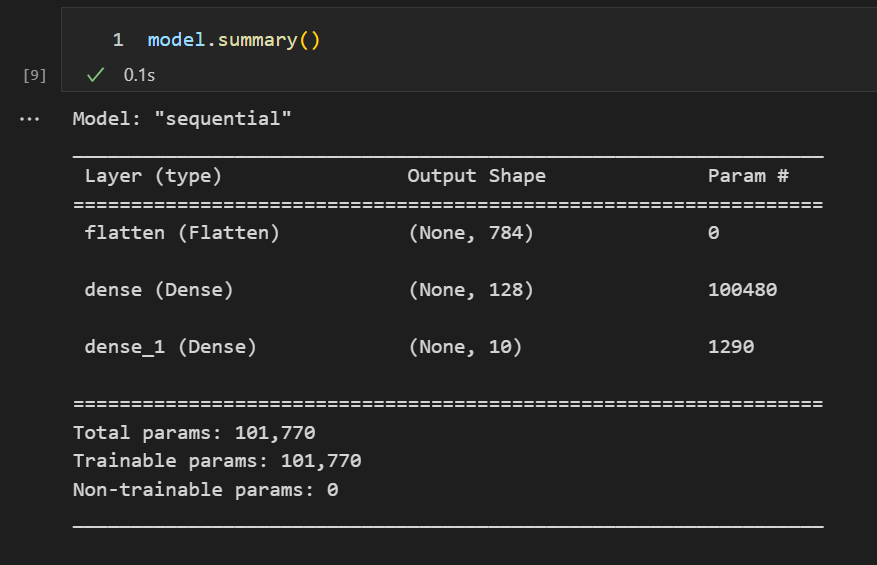 1 model.summary()
[9] ✓ 0.1s
... Model: "sequential"
_________________________________________________________________
Layer (type) Output Shape Param #
=================================================================
flatten (Flatten) (None, 784) 0
dense (Dense) (None, 128) 100480
dense_1 (Dense) (None, 10) 1290
=================================================================
Total params: 101,770
Trainable params: 101,770
Non-trainable params: 0
_________________________________________________________________